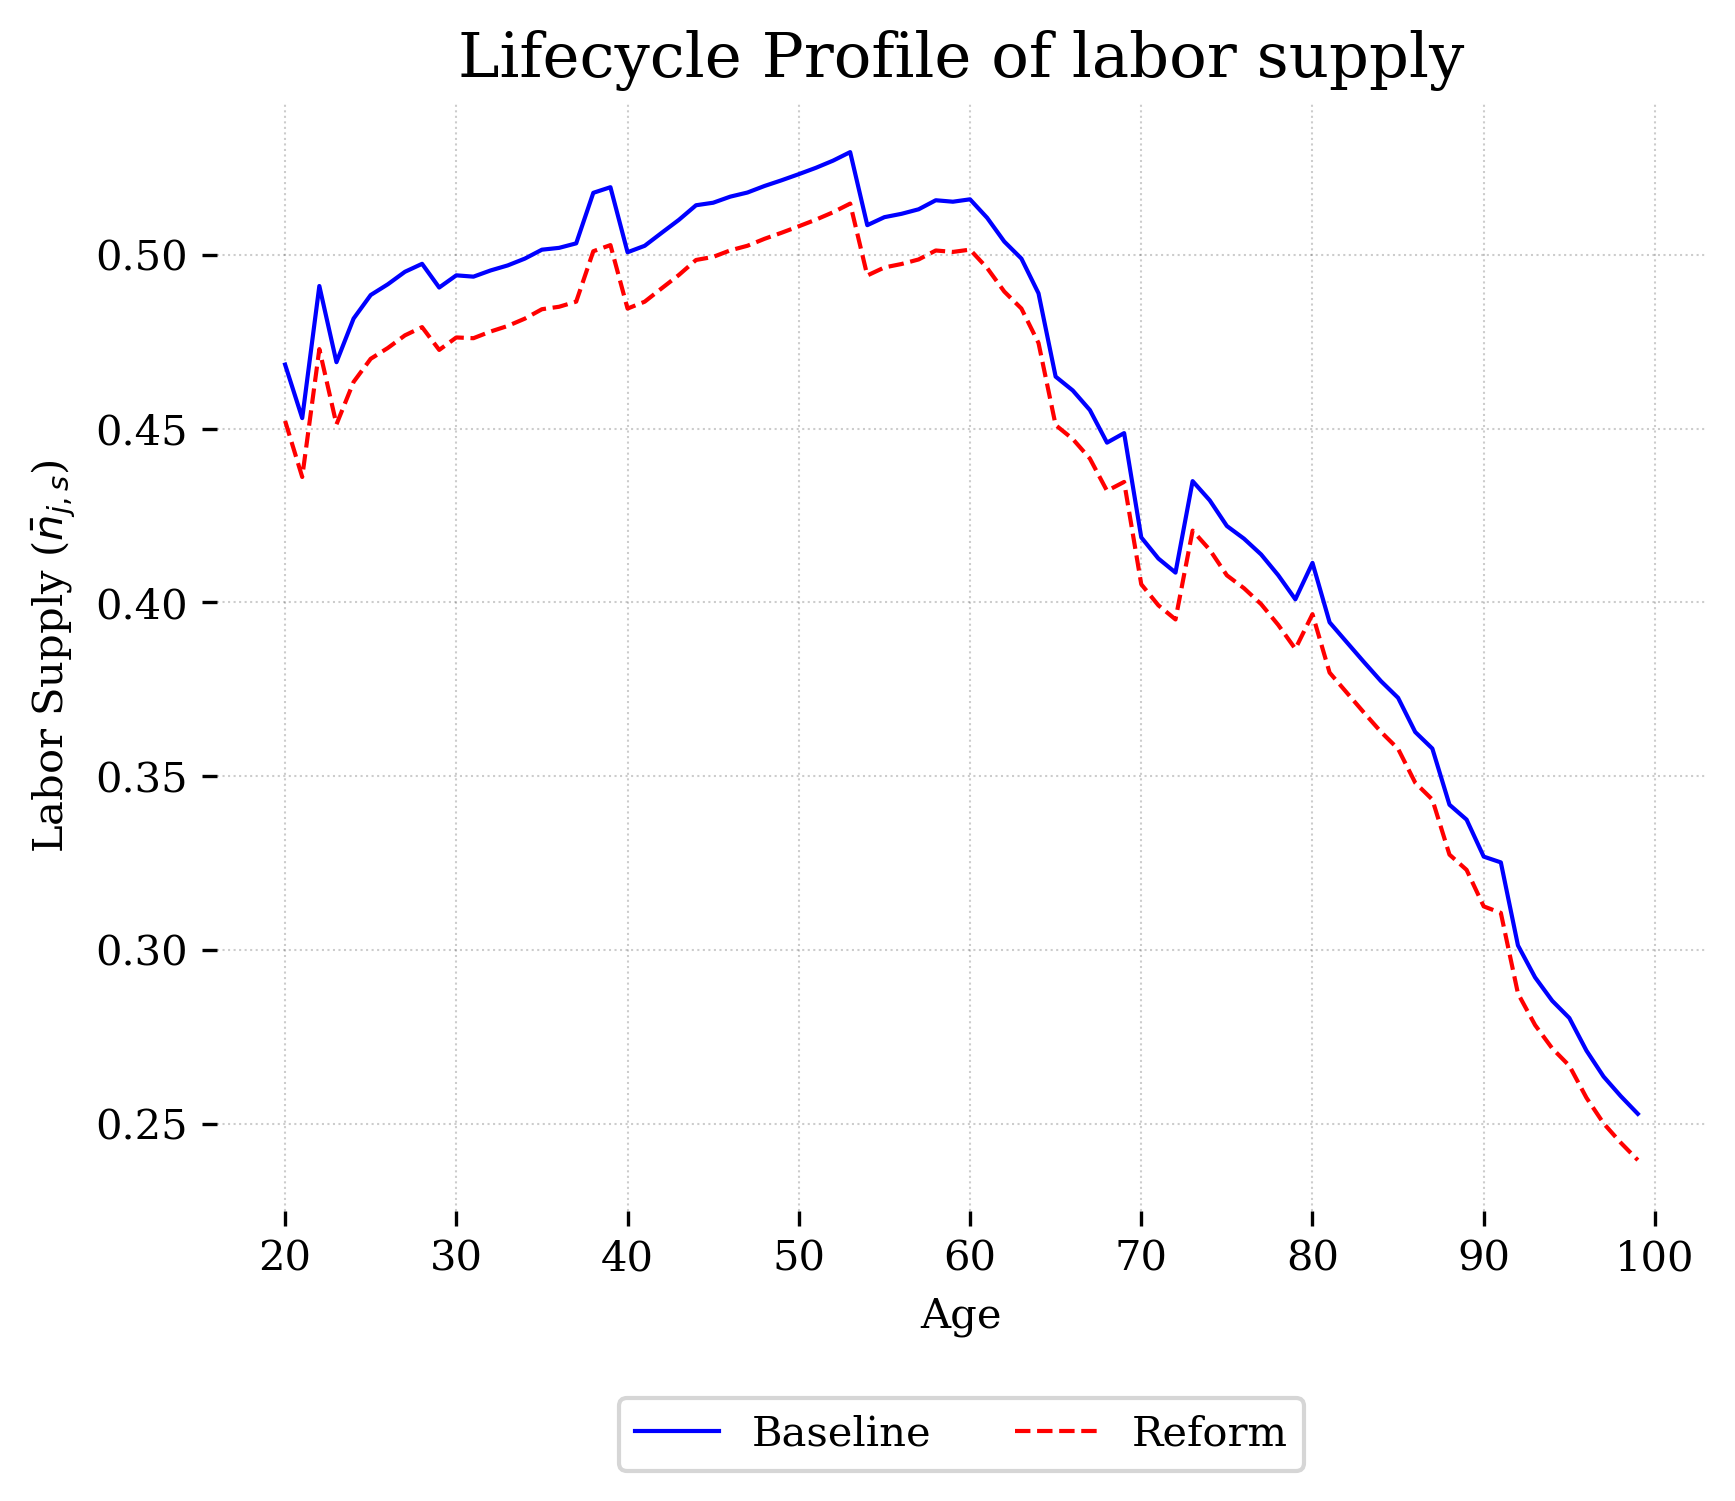 Lifecycle Profile of labor supply
Labor Supply (n̄j,s)
0.50
0.45
0.40
0.35
0.30
0.25
20 30 40 50 60 70 80 90 100
Age
Baseline Reform